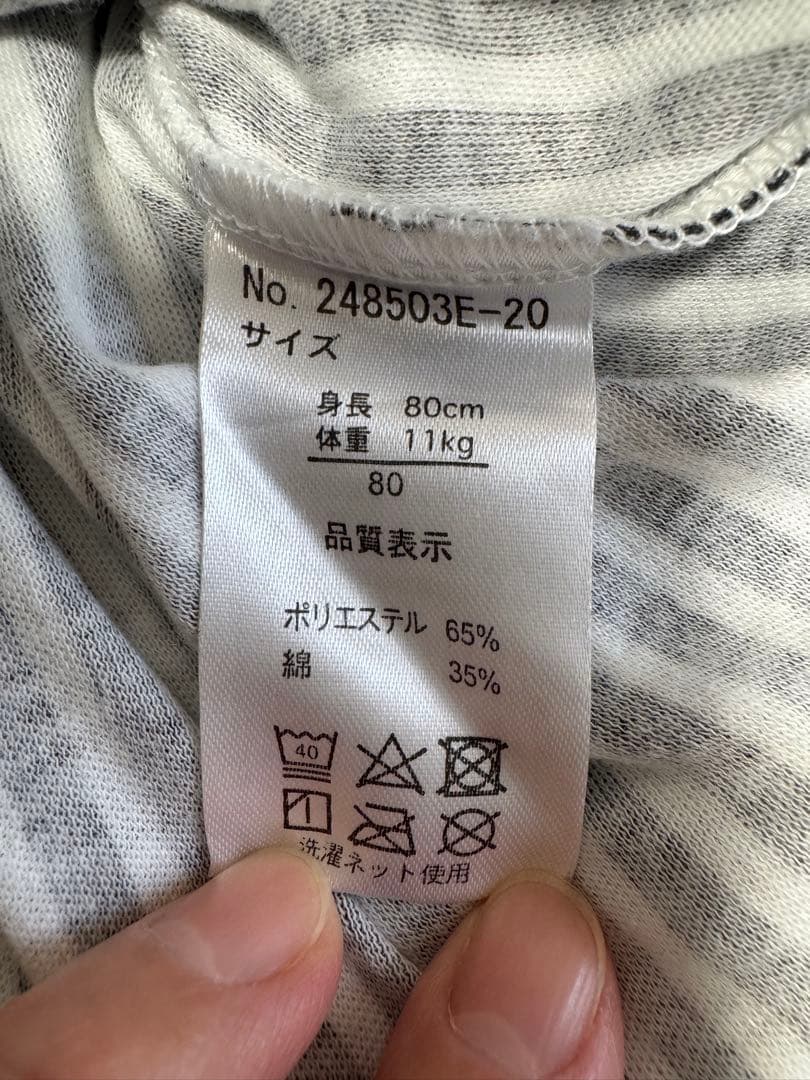 No. 248503E-20
サイズ
身長 80cm
体重 11kg
80
品質表示
ポリエステル 65%
綿 35%
40
洗濯ネット使用